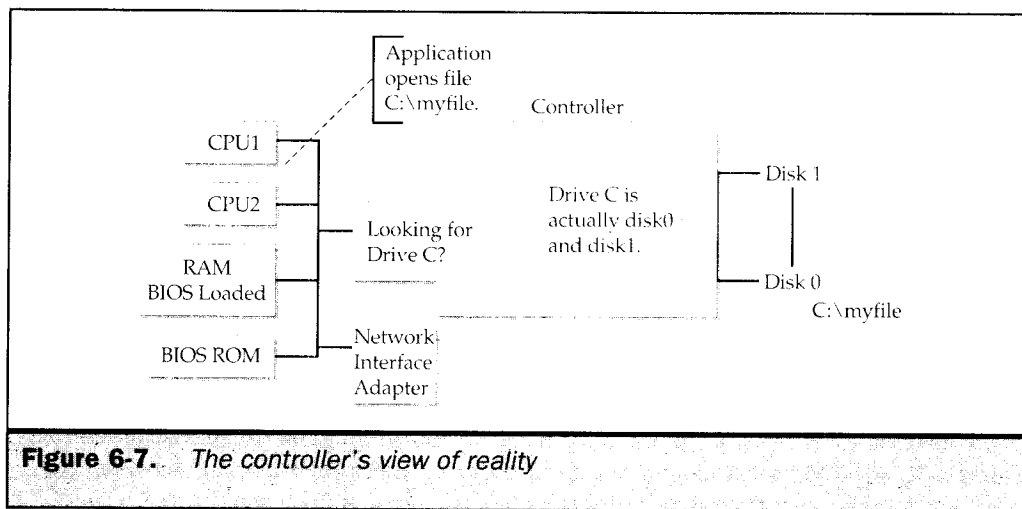 Application
opens file
C:\myfile.
Controller
CPU1
CPU2
RAM
BIOS Loaded
BIOS ROM
Looking for
Drive C?
Network
Interface
Adapter
Drive C is
actually disk0
and disk1.
Disk 1
Disk 0
C:\myfile
Figure 6-7. The controller's view of reality